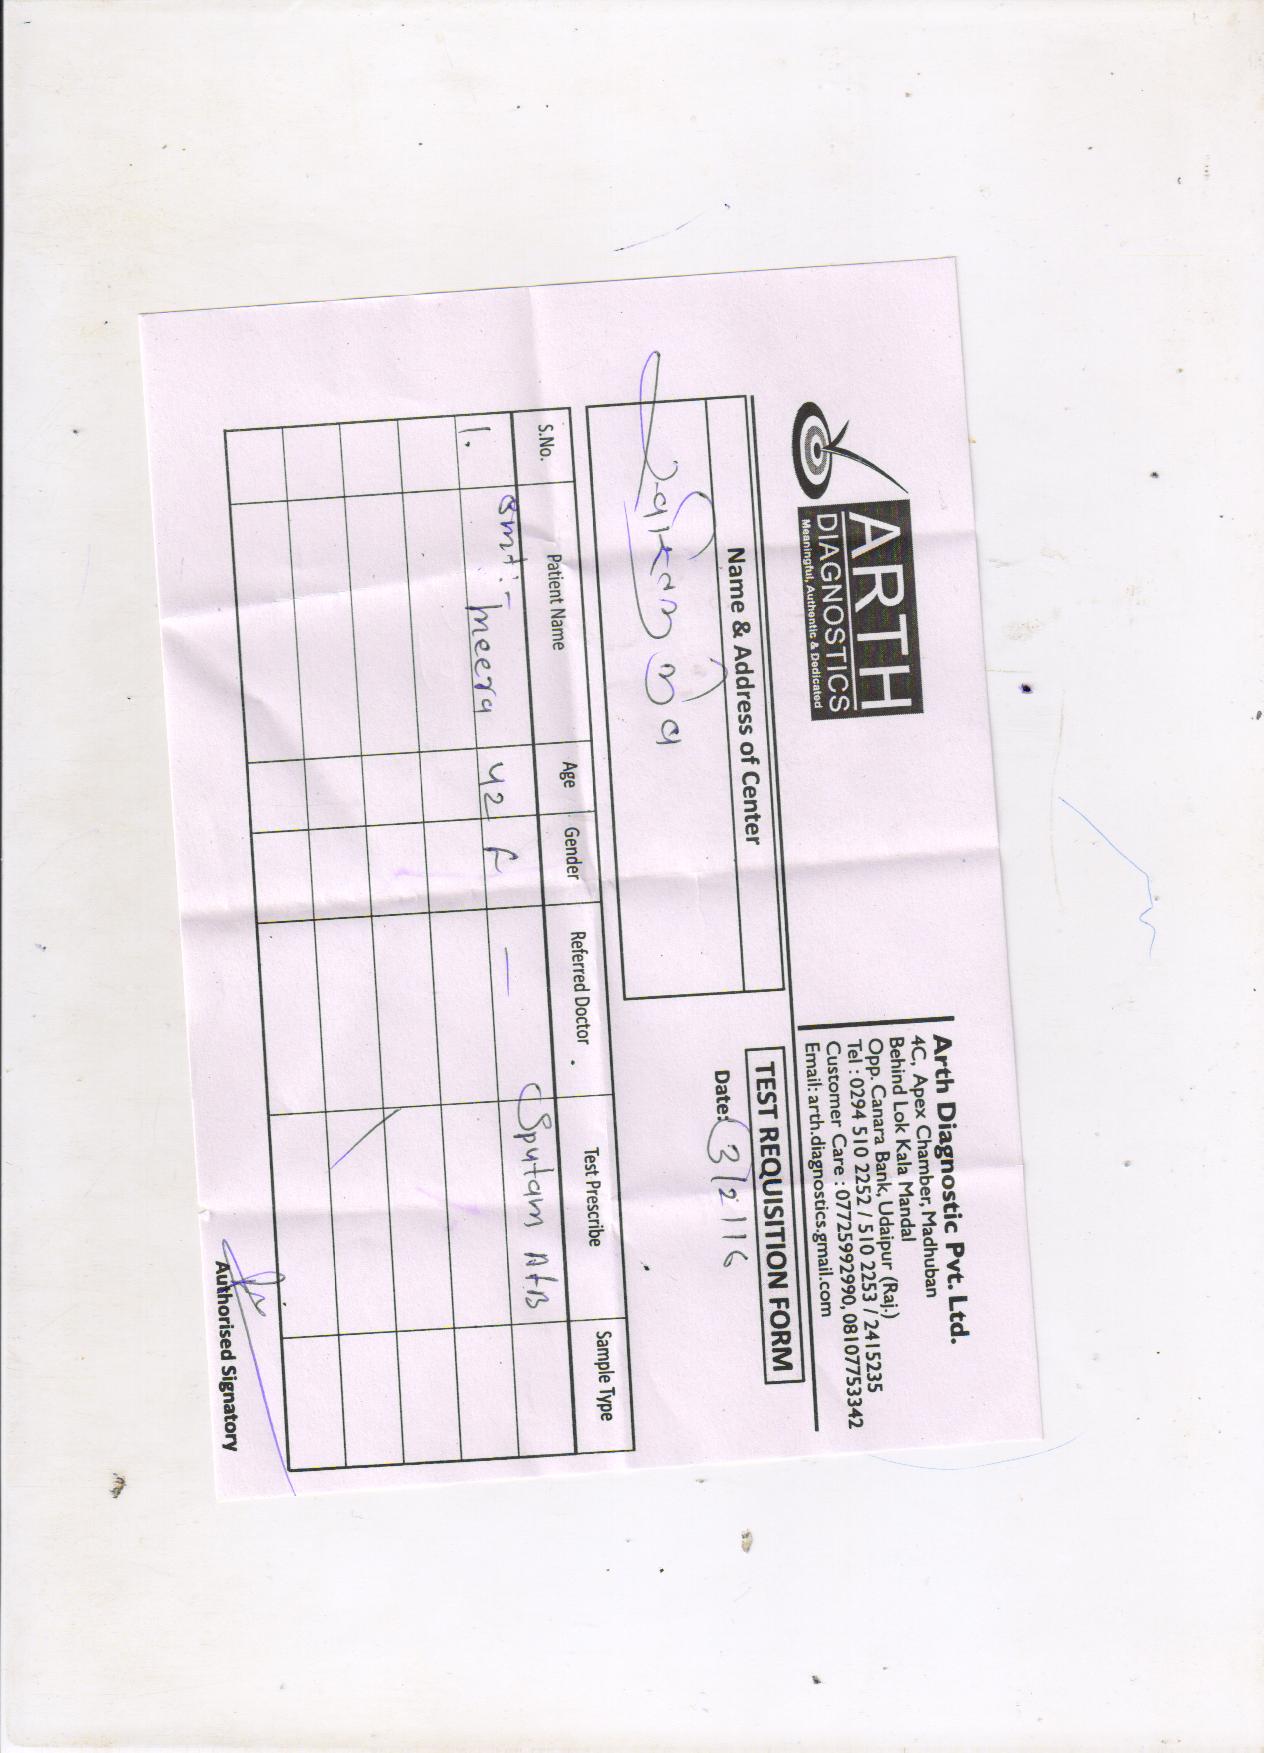 ARTH
DIAGNOSTICS
Meaningful, Authentic & Dedicated
Arth Diagnostic Pvt. Ltd.
4C, Apex Chamber, Madhuban
Behind Lok Kala Mandal
Opp. Canara Bank, Udaipur (Raj.)
Tel : 0294 510 2252 / 510 2253 / 2415235
Customer Care : 07725992990, 08107753342
Email: arth.diagnostics.gmail.com
Name & Address of Center
TEST REQUISITION FORM
Date: 3/2/16
S.No. Patient Name Age Gender Referred Doctor Test Prescribe Sample Type
1. Smt:- Meera 42 F — Sputam AFB
Authorised Signatory